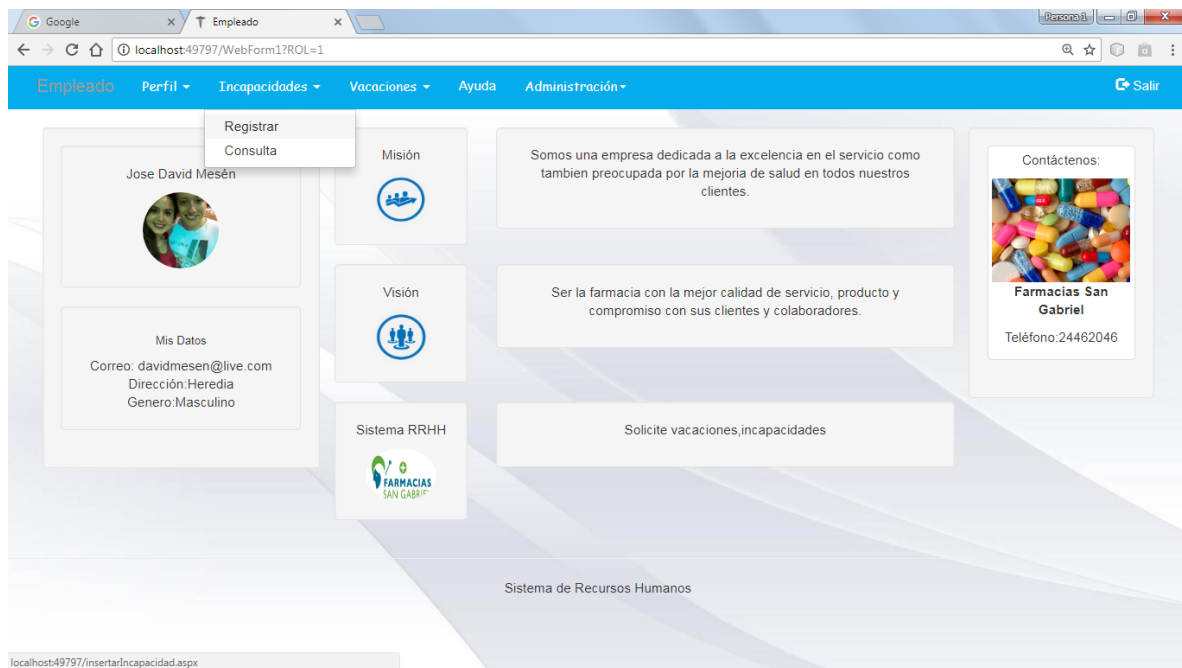 Google
Empleado
Persona 1
localhost:49797/WebForm1?ROL=1
Empleado
Perfil
Incapacidades
Vacaciones
Ayuda
Administración
Salir
Registrar
Consulta
Jose David Mesén
Mis Datos
Correo: davidmesen@live.com
Dirección:Heredia
Genero:Masculino
Misión
Somos una empresa dedicada a la excelencia en el servicio como
tambien preocupada por la mejoria de salud en todos nuestros
clientes.
Visión
Ser la farmacia con la mejor calidad de servicio, producto y
compromiso con sus clientes y colaboradores.
Sistema RRHH
FARMACIAS
SAN GABRIEL
Solicite vacaciones,incapacidades
Contáctenos:
Farmacias San
Gabriel
Teléfono:24462046
Sistema de Recursos Humanos
localhost:49797/insertarIncapacidad.aspx